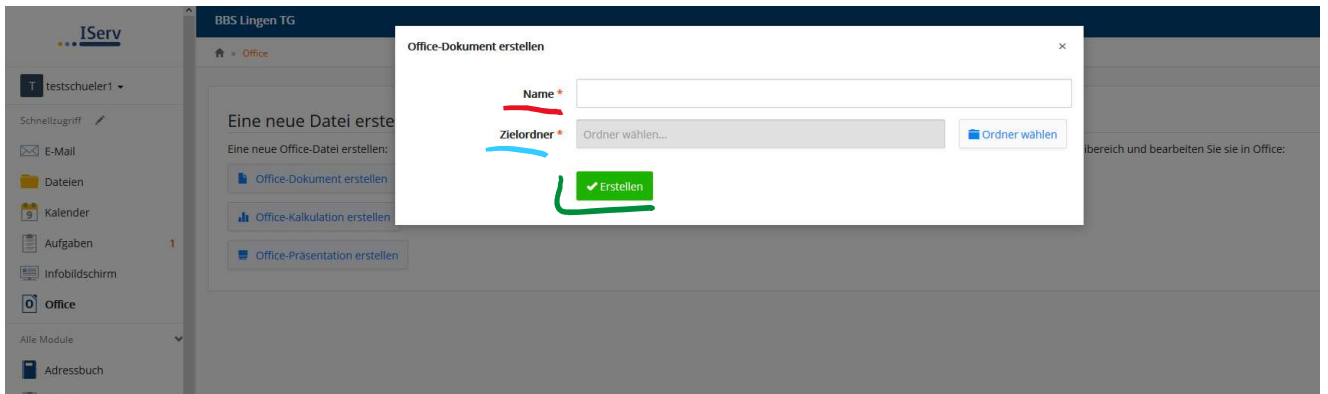 IServ
BBS Lingen TG
» Office
T testschueler1
Schnellzugriff
E-Mail
Dateien
9 Kalender
Aufgaben 1
Infobildschirm
O Office
Alle Module
Adressbuch
Eine neue Datei erste
Eine neue Office-Datei erstellen:
Office-Dokument erstellen
Office-Kalkulation erstellen
Office-Präsentation erstellen
ibereich und bearbeiten Sie sie in Office:
Office-Dokument erstellen ×
Name *
Zielordner * Ordner wählen... Ordner wählen
Erstellen